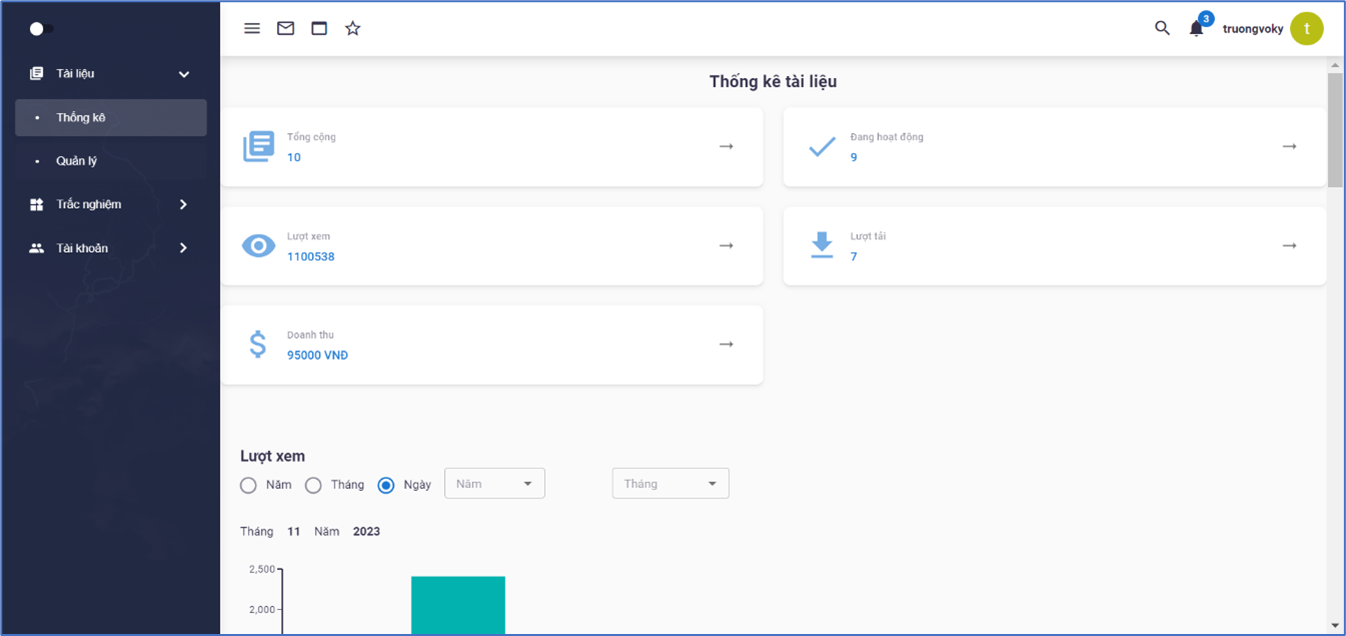 3
truongvoky
t
Tài liệu
Thống kê
Quản lý
Trắc nghiệm
Tài khoản
Thống kê tài liệu
Tổng cộng
10
Đang hoạt động
9
Lượt xem
1100538
Lượt tải
7
Doanh thu
95000 VNĐ
Lượt xem
Năm Tháng Ngày Năm Tháng
Tháng 11 Năm 2023
2,500
2,000